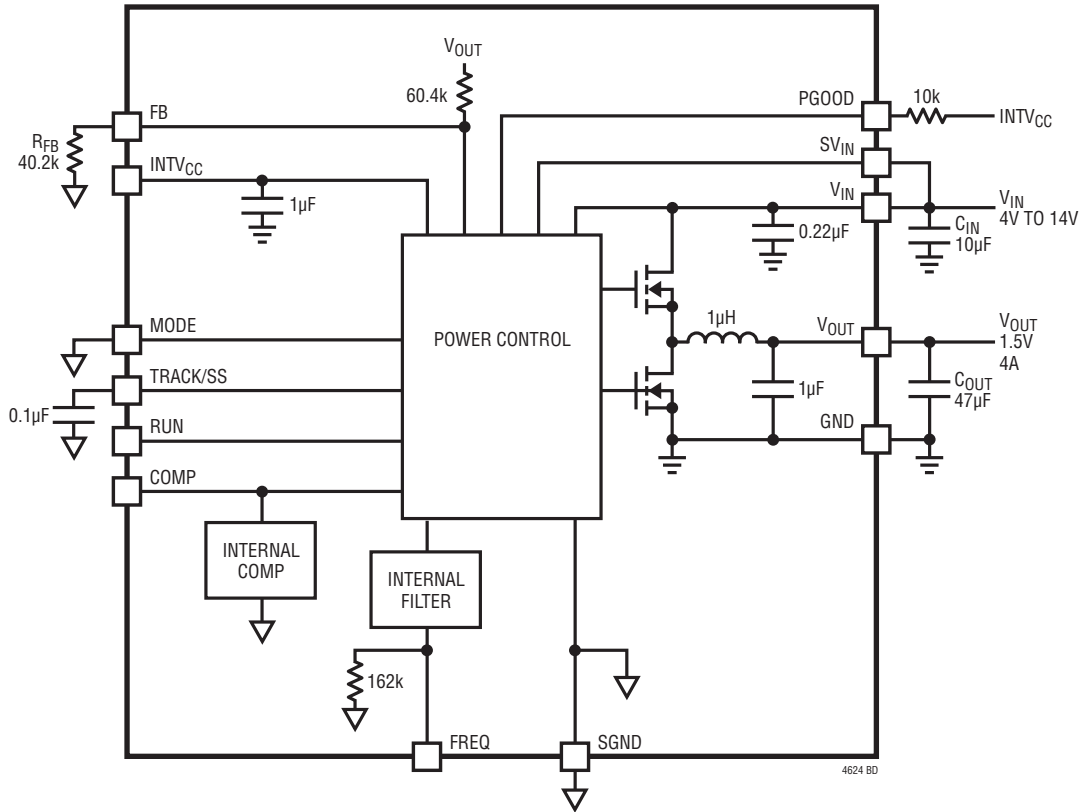 VOUT
60.4k
FB
RFB
40.2k
INTVCC
1µF
PGOOD
10k
INTVCC
SVIN
VIN
VIN
4V TO 14V
0.22µF
CIN
10µF
POWER CONTROL
1µH
VOUT
VOUT
1.5V
4A
1µF
COUT
47µF
GND
MODE
TRACK/SS
0.1µF
RUN
COMP
INTERNAL
COMP
INTERNAL
FILTER
162k
FREQ
SGND
4624 BD